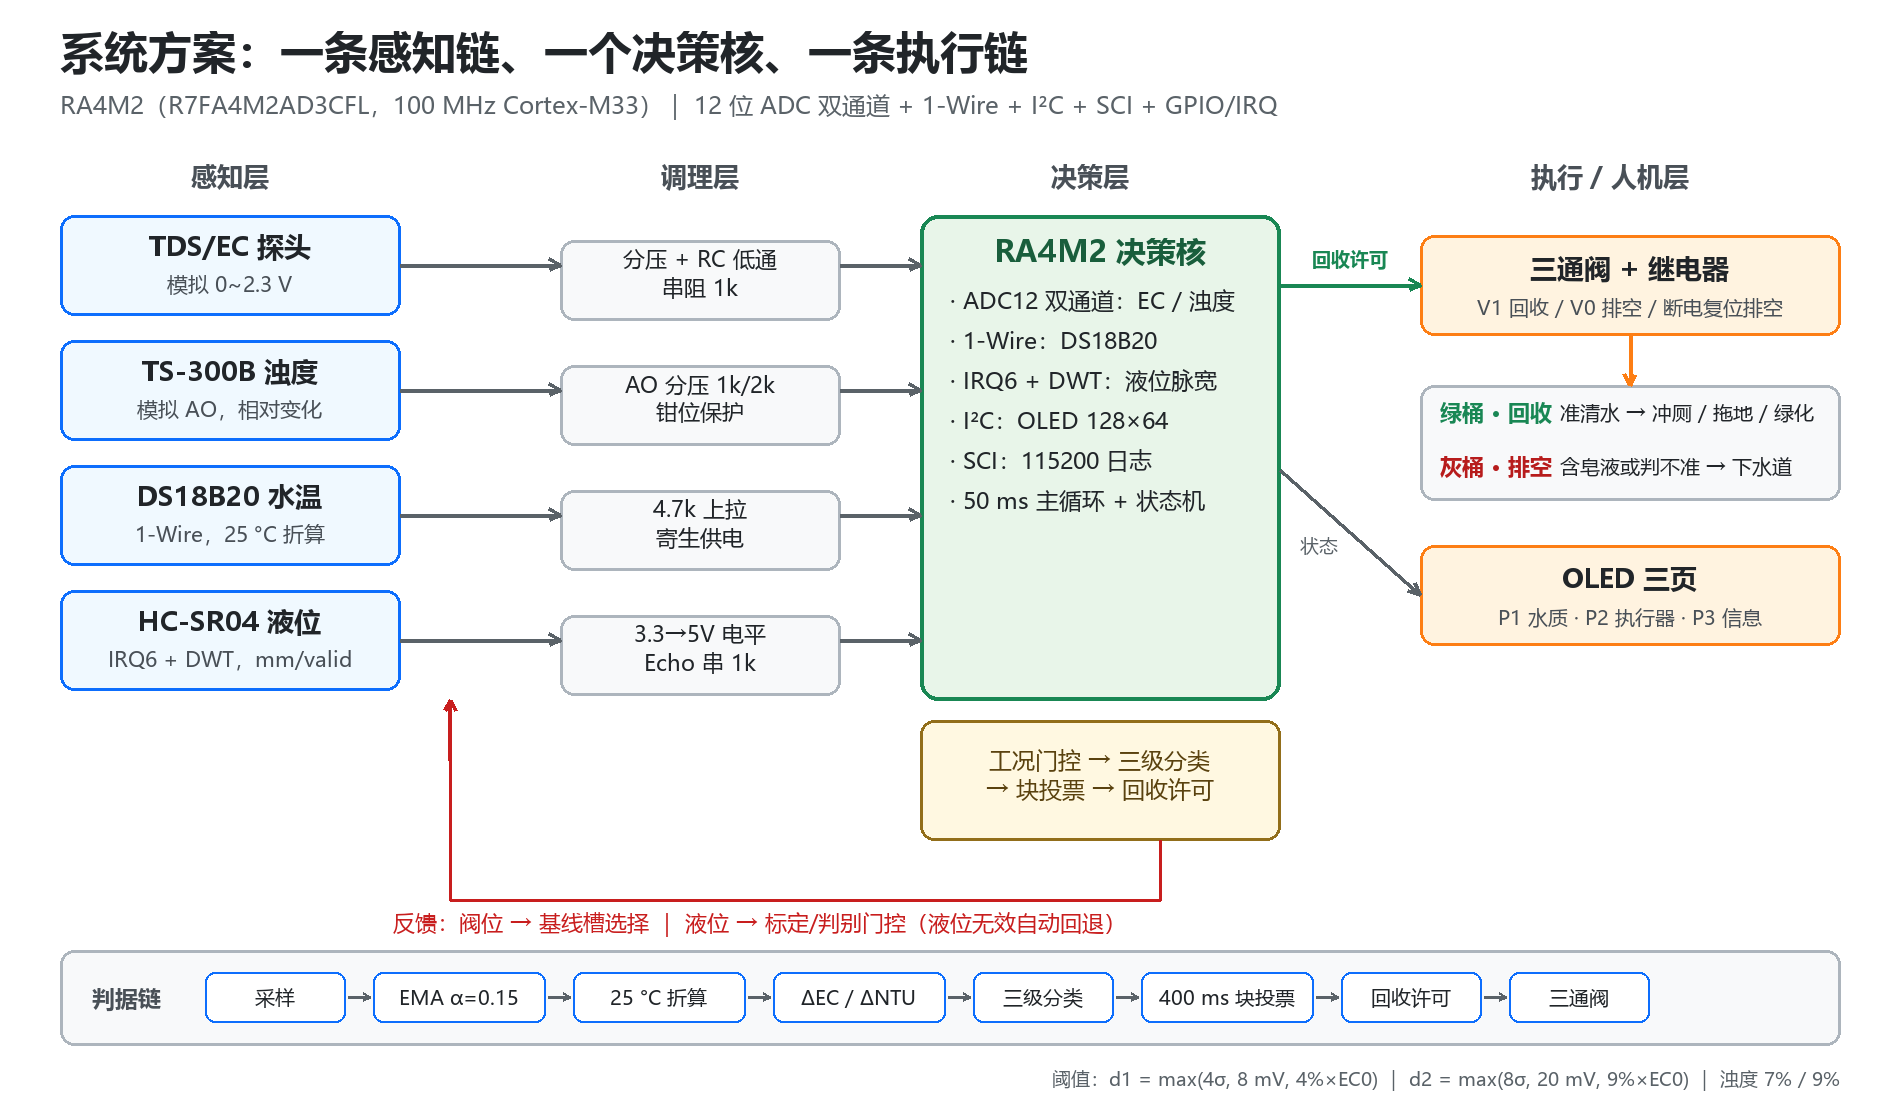 系统方案：一条感知链、一个决策核、一条执行链
RA4M2（R7FA4M2AD3CFL，100 MHz Cortex-M33） | 12 位 ADC 双通道 + 1-Wire + I²C + SCI + GPIO/IRQ
感知层
调理层
决策层
执行 / 人机层
TDS/EC 探头
模拟 0~2.3 V
TS-300B 浊度
模拟 AO，相对变化
DS18B20 水温
1-Wire，25 °C 折算
HC-SR04 液位
IRQ6 + DWT，mm/valid
分压 + RC 低通
串阻 1k
AO 分压 1k/2k
钳位保护
4.7k 上拉
寄生供电
3.3→5V 电平
Echo 串 1k
RA4M2 决策核
· ADC12 双通道：EC / 浊度
· 1-Wire：DS18B20
· IRQ6 + DWT：液位脉宽
· I²C：OLED 128×64
· SCI：115200 日志
· 50 ms 主循环 + 状态机
工况门控 → 三级分类
→ 块投票 → 回收许可
回收许可
状态
三通阀 + 继电器
V1 回收 / V0 排空 / 断电复位排空
绿桶 · 回收 准清水 → 冲厕 / 拖地 / 绿化
灰桶 · 排空 含皂液或判不准 → 下水道
OLED 三页
P1 水质 · P2 执行器 · P3 信息
反馈：阀位 → 基线槽选择 | 液位 → 标定/判别门控（液位无效自动回退）
判据链
采样
EMA α=0.15
25 °C 折算
ΔEC / ΔNTU
三级分类
400 ms 块投票
回收许可
三通阀
阈值：d1 = max(4σ, 8 mV, 4%×EC0) | d2 = max(8σ, 20 mV, 9%×EC0) | 浊度 7% / 9%